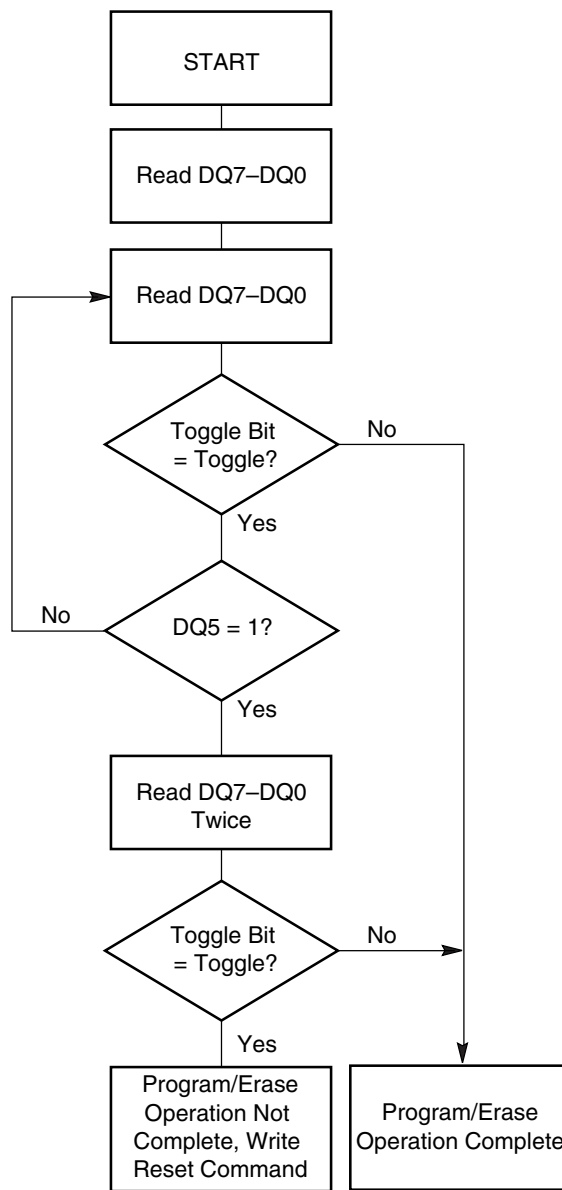 START
Read DQ7–DQ0
Read DQ7–DQ0
Toggle Bit
= Toggle?
No
Yes
No
DQ5 = 1?
Yes
Read DQ7–DQ0
Twice
Toggle Bit
= Toggle?
No
Yes
Program/Erase
Operation Not
Complete, Write
Reset Command
Program/Erase
Operation Complete